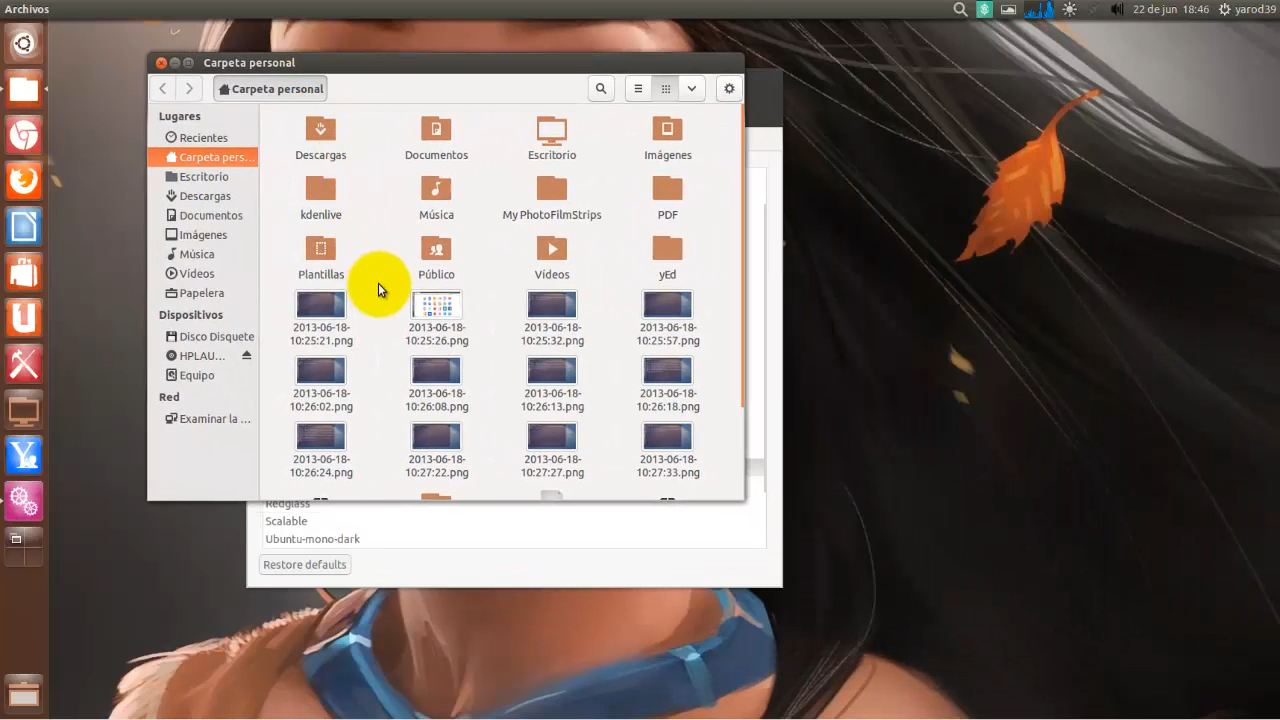 Archivos
22 de jun 18:46 yarod39
Carpeta personal
Carpeta personal
Lugares
Recientes
Carpeta pers...
Escritorio
Descargas
Documentos
Imágenes
Música
Vídeos
Papelera
Dispositivos
Disco Disquete
HPLAU...
Equipo
Red
Examinar la ...
Descargas Documentos Escritorio Imágenes
kdenlive Música My PhotoFilmStrips PDF
Plantillas Público Vídeos yEd
2013-06-18- 2013-06-18- 2013-06-18- 2013-06-18-
10:25:21.png 10:25:26.png 10:25:32.png 10:25:57.png
2013-06-18- 2013-06-18- 2013-06-18- 2013-06-18-
10:26:02.png 10:26:08.png 10:26:13.png 10:26:18.png
2013-06-18- 2013-06-18- 2013-06-18- 2013-06-18-
10:26:24.png 10:27:22.png 10:27:27.png 10:27:33.png
Redglass
Scalable
Ubuntu-mono-dark
Restore defaults